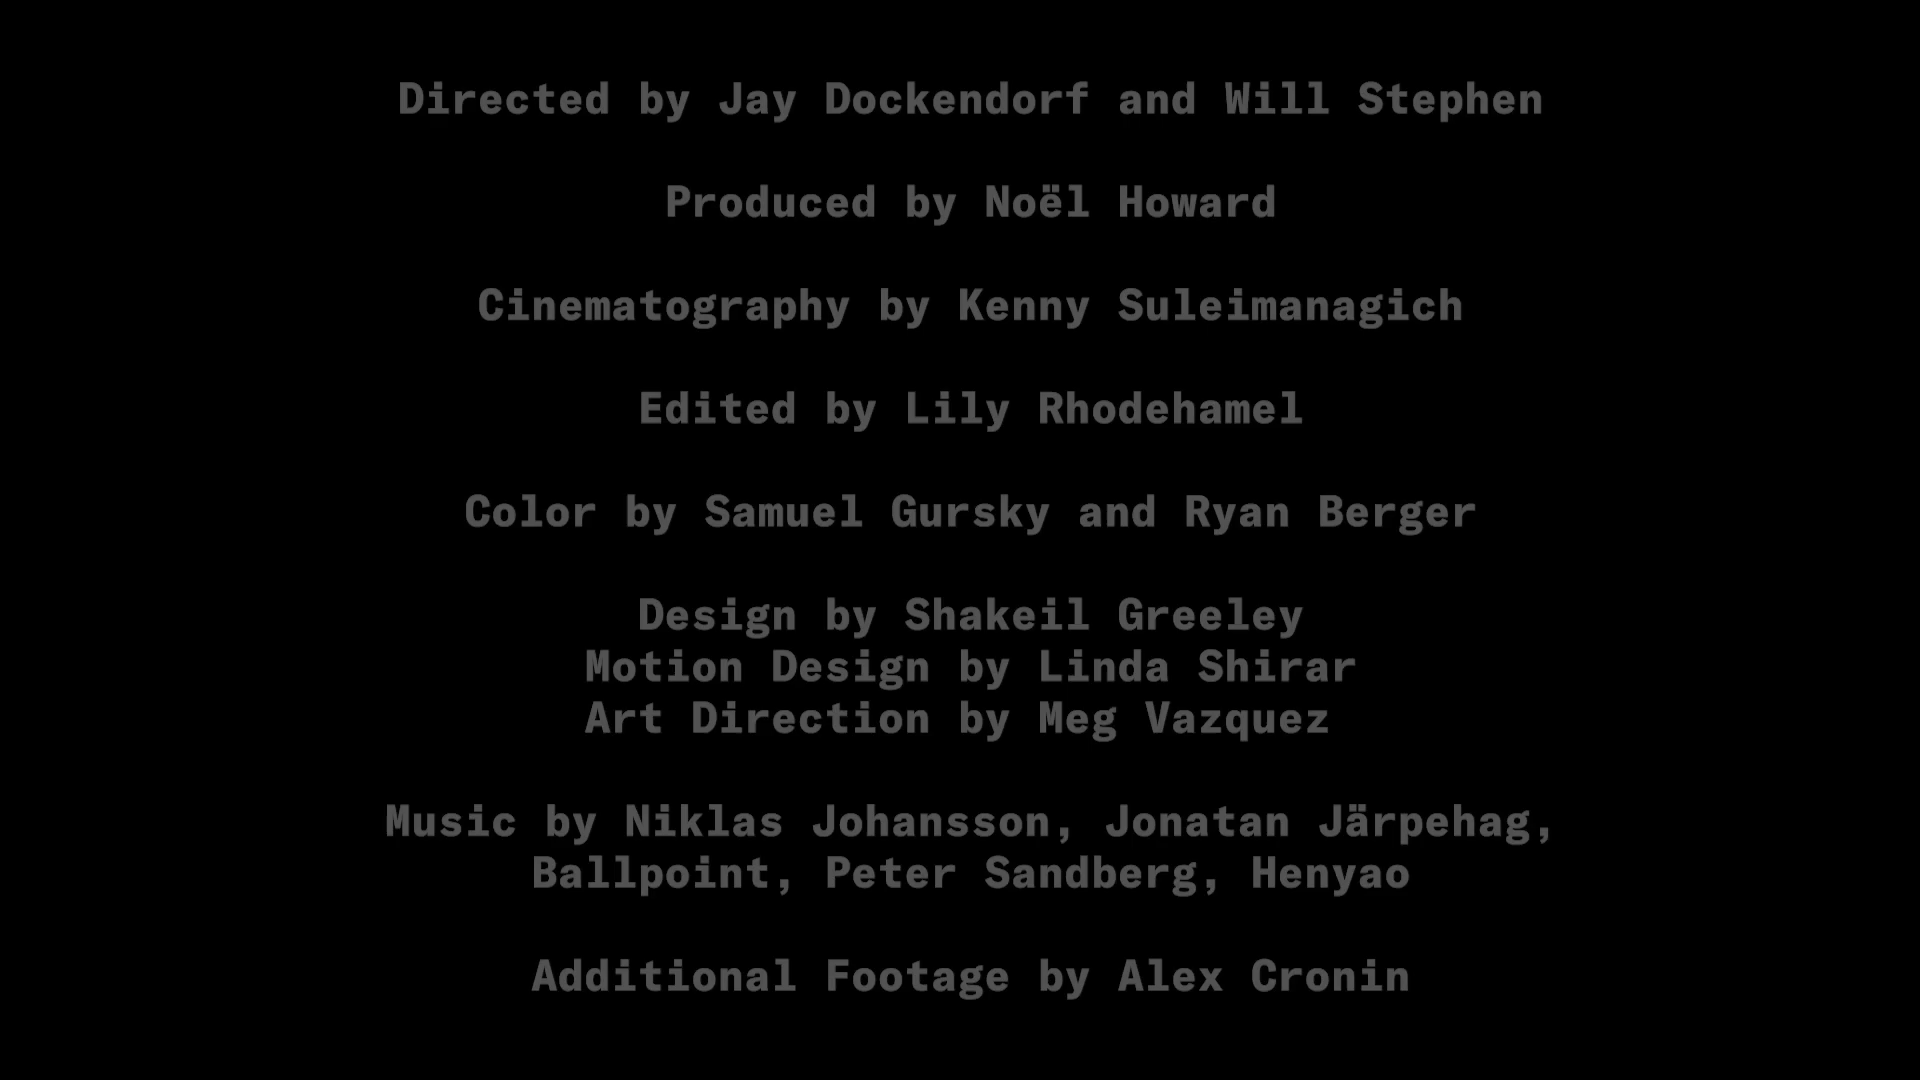 Directed by Jay Dockendorf and Will Stephen
Produced by Noël Howard
Cinematography by Kenny Suleimanagich
Edited by Lily Rhodehamel
Color by Samuel Gursky and Ryan Berger
Design by Shakeil Greeley
Motion Design by Linda Shirar
Art Direction by Meg Vazquez
Music by Niklas Johansson, Jonatan Järpehag,
Ballpoint, Peter Sandberg, Henyao
Additional Footage by Alex Cronin